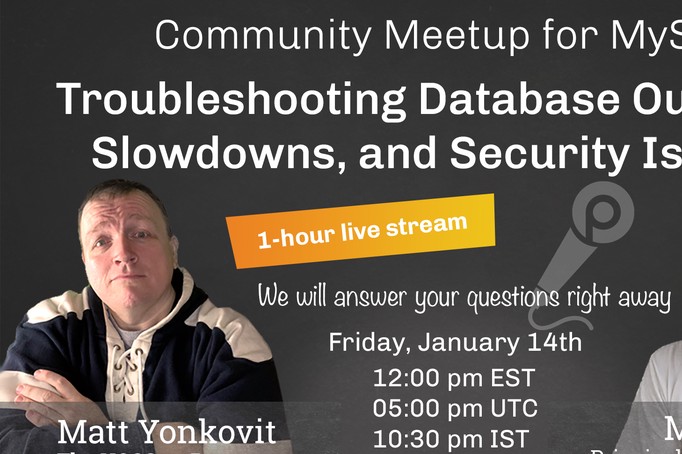 Community Meetup for MyS
Troubleshooting Database Ou
Slowdowns, and Security Is
1-hour live stream
We will answer your questions right away
Friday, January 14th
12:00 pm EST
05:00 pm UTC
10:30 pm IST
Matt Yonkovit
M